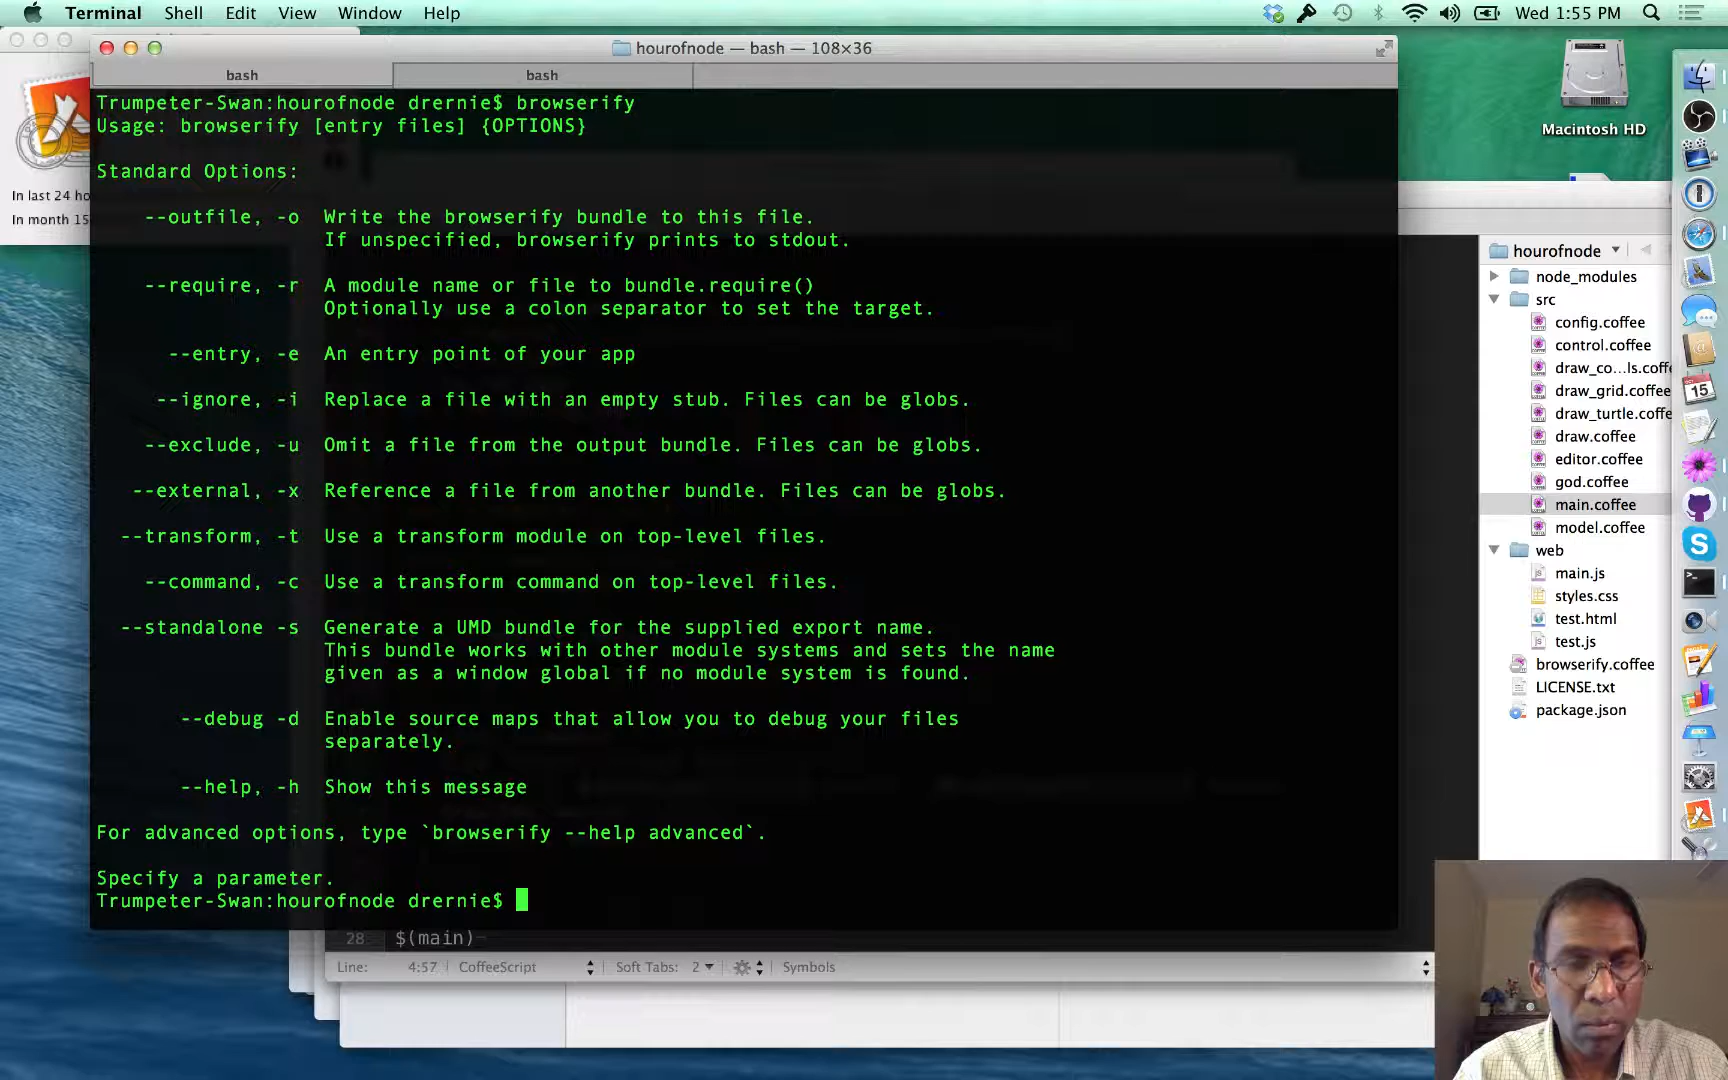 Terminal Shell Edit View Window Help
Wed 1:55 PM
hourofnode — bash — 108×36
bash
bash
Trumpeter-Swan:hourofnode drernie$ browserify
Usage: browserify [entry files] {OPTIONS}
Standard Options:
--outfile, -o Write the browserify bundle to this file.
If unspecified, browserify prints to stdout.
--require, -r A module name or file to bundle.require()
Optionally use a colon separator to set the target.
--entry, -e An entry point of your app
--ignore, -i Replace a file with an empty stub. Files can be globs.
--exclude, -u Omit a file from the output bundle. Files can be globs.
--external, -x Reference a file from another bundle. Files can be globs.
--transform, -t Use a transform module on top-level files.
--command, -c Use a transform command on top-level files.
--standalone -s Generate a UMD bundle for the supplied export name.
This bundle works with other module systems and sets the name
given as a window global if no module system is found.
--debug -d Enable source maps that allow you to debug your files
separately.
--help, -h Show this message
For advanced options, type `browserify --help advanced`.
Specify a parameter.
Trumpeter-Swan:hourofnode drernie$
In last 24 ho
In month 15
28 $(main)
Line: 4:57 CoffeeScript Soft Tabs: 2 Symbols
Macintosh HD
hourofnode
node_modules
src
config.coffee
control.coffee
draw_co...ls.coffe
draw_grid.coffee
draw_turtle.coffe
draw.coffee
editor.coffee
god.coffee
main.coffee
model.coffee
web
main.js
styles.css
test.html
test.js
browserify.coffee
LICENSE.txt
package.json
15